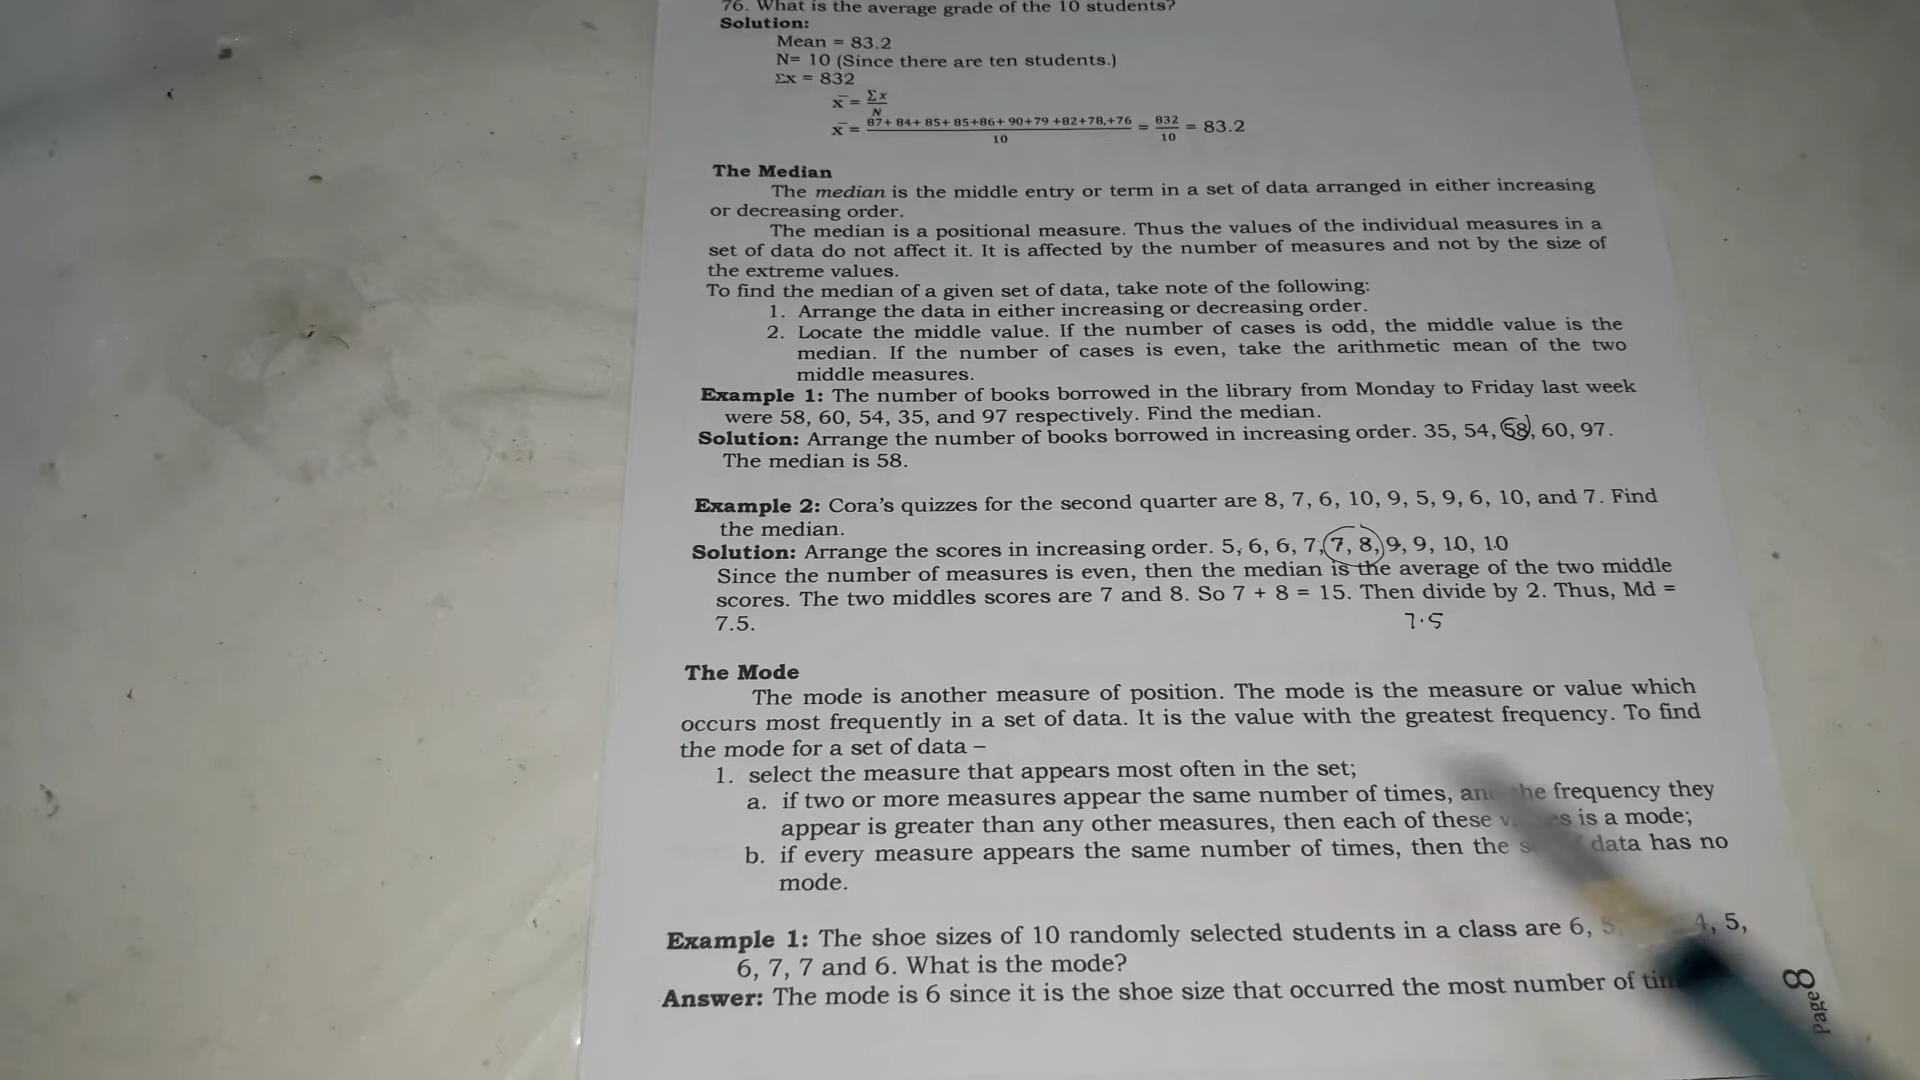 76. What is the average grade of the 10 students?
Solution:
Mean = 83.2
N= 10 (Since there are ten students.)
Σx = 832
x̄ = Σx / N
x̄ = 87+ 84+ 85+ 85+86+ 90+79 +82+78,+76 / 10 = 832 / 10 = 83.2
The Median
The median is the middle entry or term in a set of data arranged in either increasing
or decreasing order.
The median is a positional measure. Thus the values of the individual measures in a
set of data do not affect it. It is affected by the number of measures and not by the size of
the extreme values.
To find the median of a given set of data, take note of the following:
1. Arrange the data in either increasing or decreasing order.
2. Locate the middle value. If the number of cases is odd, the middle value is the
median. If the number of cases is even, take the arithmetic mean of the two
middle measures.
Example 1: The number of books borrowed in the library from Monday to Friday last week
were 58, 60, 54, 35, and 97 respectively. Find the median.
Solution: Arrange the number of books borrowed in increasing order. 35, 54, 58, 60, 97.
The median is 58.
Example 2: Cora's quizzes for the second quarter are 8, 7, 6, 10, 9, 5, 9, 6, 10, and 7. Find
the median.
Solution: Arrange the scores in increasing order. 5, 6, 6, 7, 7, 8, 9, 9, 10, 10
Since the number of measures is even, then the median is the average of the two middle
scores. The two middles scores are 7 and 8. So 7 + 8 = 15. Then divide by 2. Thus, Md =
7.5.
7.5
The Mode
The mode is another measure of position. The mode is the measure or value which
occurs most frequently in a set of data. It is the value with the greatest frequency. To find
the mode for a set of data –
1. select the measure that appears most often in the set;
a. if two or more measures appear the same number of times, frequency they
appear is greater than any other measures, then each of these is a mode;
b. if every measure appears the same number of times, then the data has no
mode.
Example 1: The shoe sizes of 10 randomly selected students in a class are 6, 4, 5,
6, 7, 7 and 6. What is the mode?
Answer: The mode is 6 since it is the shoe size that occurred the most number of
Page 8